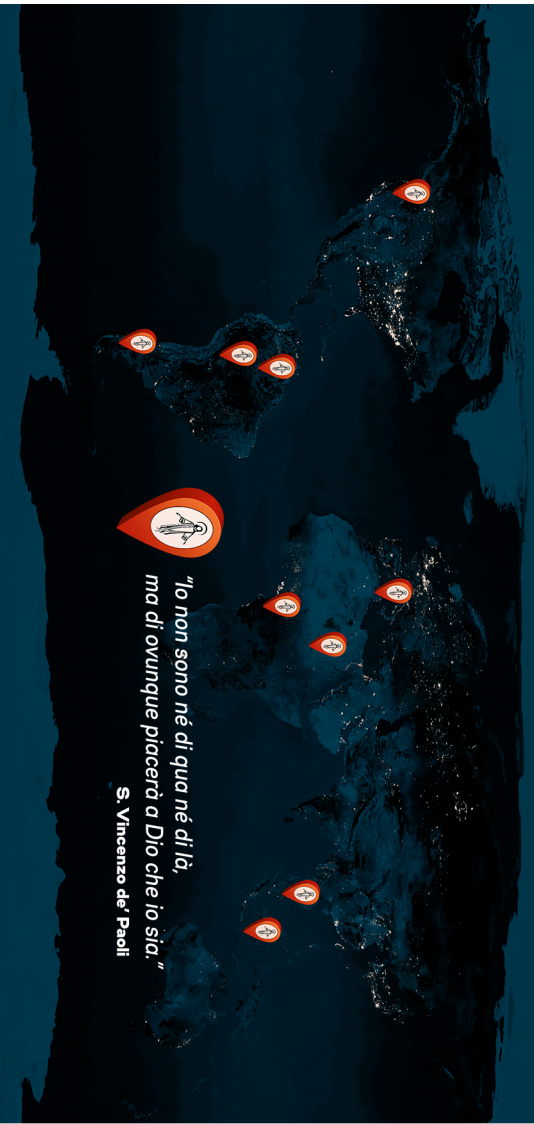 "Io non sono né di qua né di là,
ma di ovunque piacerà a Dio che io sia."
S. Vincenzo de' Paoli